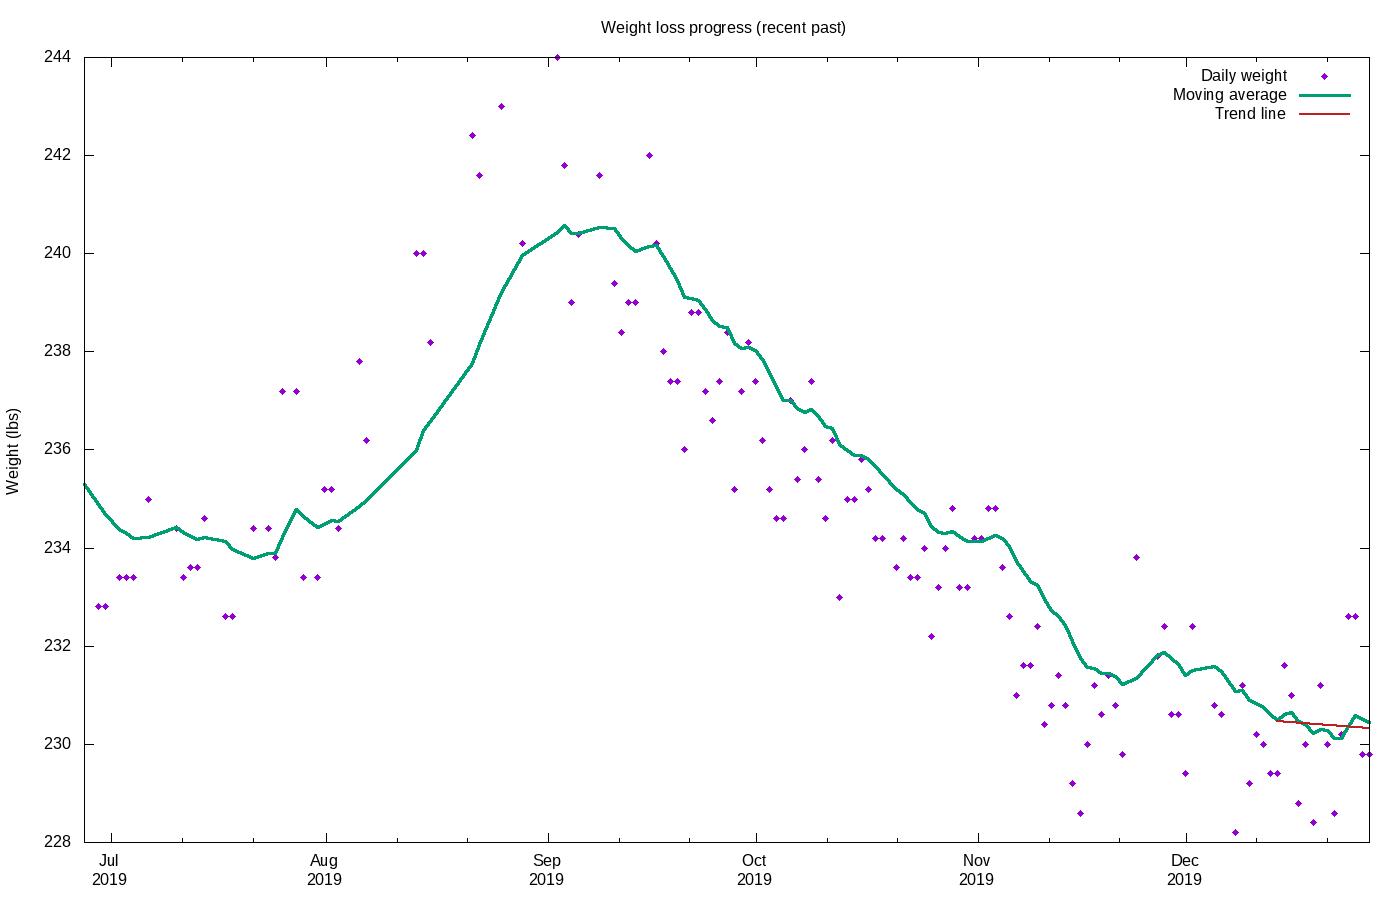 Weight loss progress (recent past)
Daily weight
Moving average
Trend line
Weight (lbs)
244
242
240
238
236
234
232
230
228
Jul Aug Sep Oct Nov Dec
2019 2019 2019 2019 2019 2019